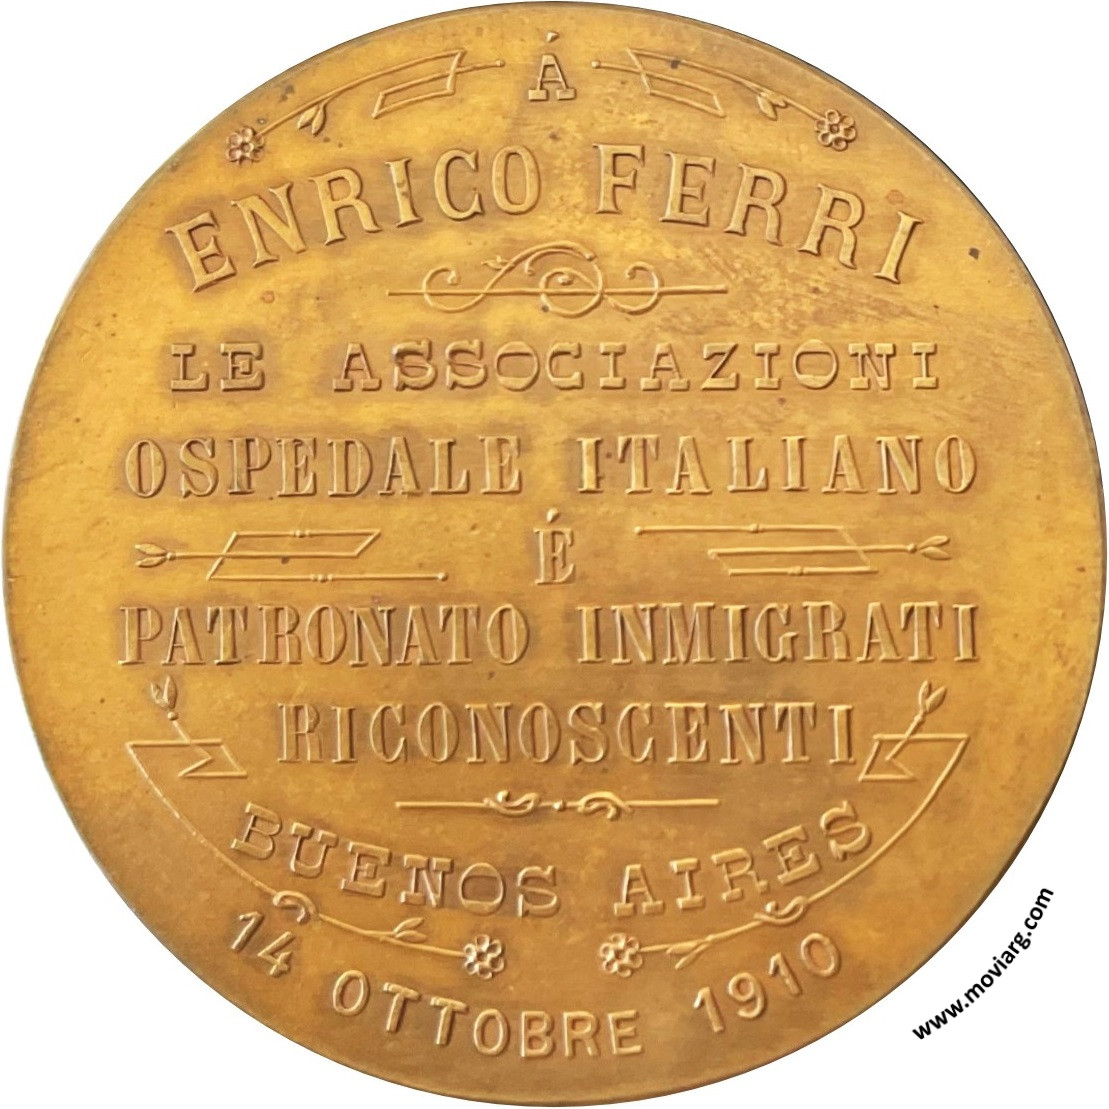 Á
ENRICO FERRI
LE ASSOCIAZIONI
OSPEDALE ITALIANO
É
PATRONATO INMIGRATI
RICONOSCENTI
BUENOS AIRES
14 OTTOBRE 1910
www.moviarg.com